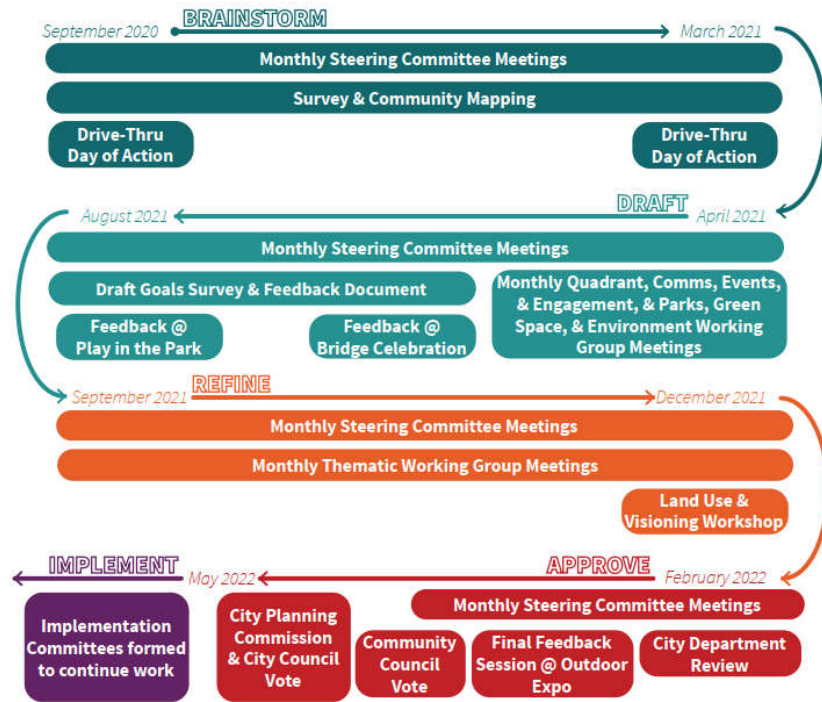 BRAINSTORM
September 2020
March 2021
Monthly Steering Committee Meetings
Survey & Community Mapping
Drive-Thru
Day of Action
Drive-Thru
Day of Action
DRAFT
August 2021
April 2021
Monthly Steering Committee Meetings
Draft Goals Survey & Feedback Document
Monthly Quadrant, Comms, Events,
& Engagement, & Parks, Green
Space, & Environment Working
Group Meetings
Feedback @
Play in the Park
Feedback @
Bridge Celebration
REFINE
September 2021
December 2021
Monthly Steering Committee Meetings
Monthly Thematic Working Group Meetings
Land Use &
Visioning Workshop
IMPLEMENT
May 2022
APPROVE
February 2022
Implementation
Committees formed
to continue work
City Planning
Commission
& City Council
Vote
Monthly Steering Committee Meetings
Community
Council
Vote
Final Feedback
Session @ Outdoor
Expo
City Department
Review